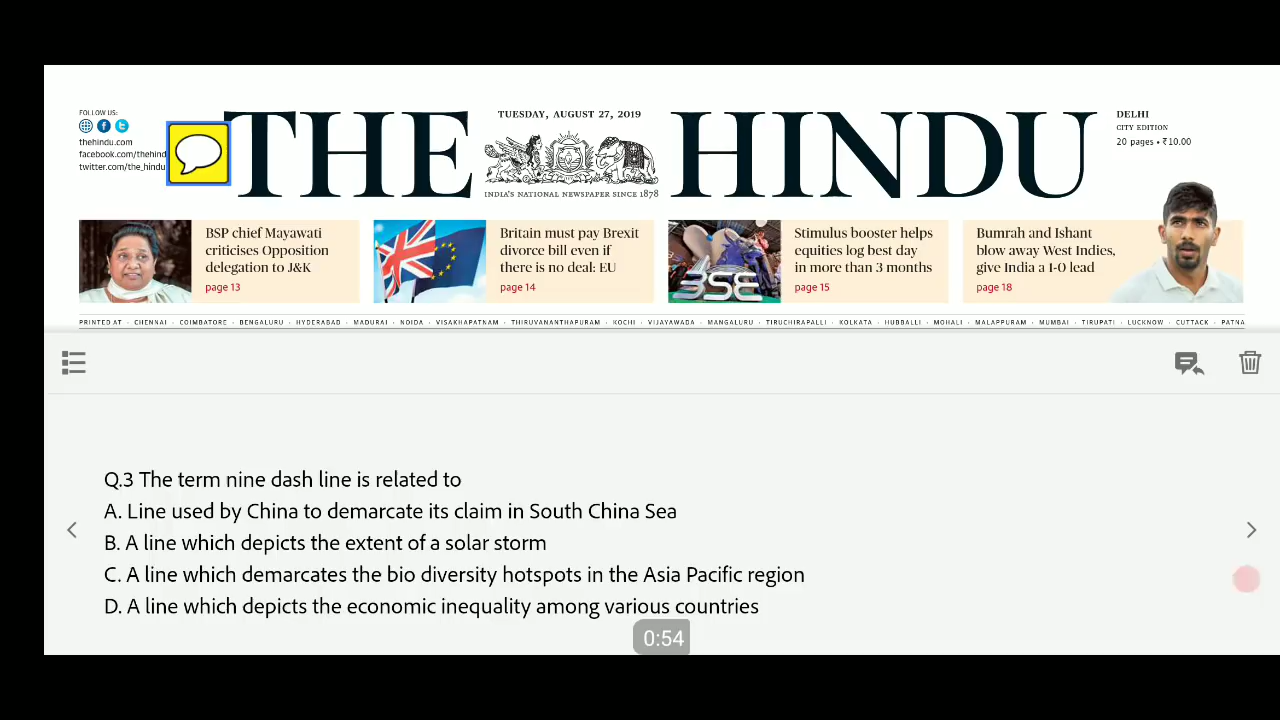 FOLLOW US:
thehindu.com
facebook.com/thehind
twitter.com/the_hindu
THE HINDU
TUESDAY, AUGUST 27, 2019
INDIA'S NATIONAL NEWSPAPER SINCE 1878
DELHI
CITY EDITION
20 pages • ₹10.00
BSP chief Mayawati
criticises Opposition
delegation to J&K
page 13
Britain must pay Brexit
divorce bill even if
there is no deal: EU
page 14
BSE
Stimulus booster helps
equities log best day
in more than 3 months
page 15
Bumrah and Ishant
blow away West Indies,
give India a 1-0 lead
page 18
PRINTED AT · CHENNAI · COIMBATORE · BENGALURU · HYDERABAD · MADURAI · NOIDA · VISAKHAPATNAM · THIRUVANANTHAPURAM · KOCHI · VIJAYAWADA · MANGALURU · TIRUCHIRAPALLI · KOLKATA · HUBBALLI · MOHALI · MALAPPURAM · MUMBAI · TIRUPATI · LUCKNOW · CUTTACK · PATNA
Q.3 The term nine dash line is related to
A. Line used by China to demarcate its claim in South China Sea
B. A line which depicts the extent of a solar storm
C. A line which demarcates the bio diversity hotspots in the Asia Pacific region
D. A line which depicts the economic inequality among various countries
0:54